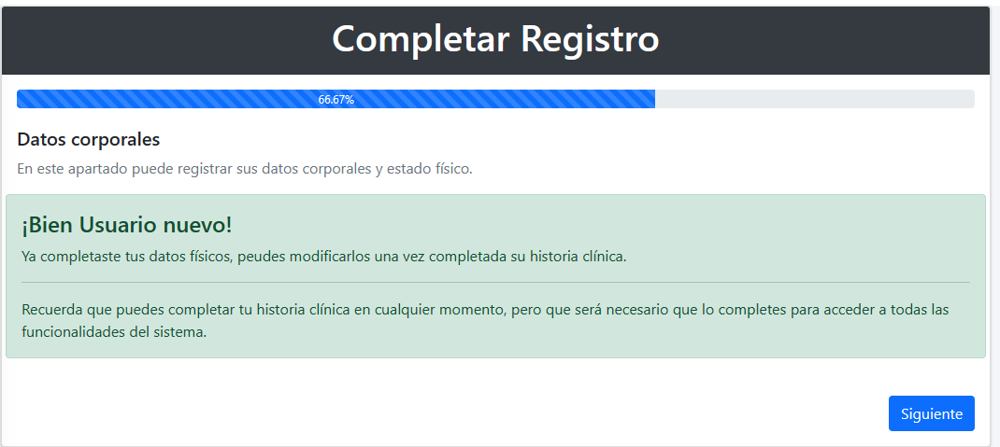 Completar Registro
66.67%
Datos corporales
En este apartado puede registrar sus datos corporales y estado físico.
¡Bien Usuario nuevo!
Ya completaste tus datos físicos, peudes modificarlos una vez completada su historia clínica.
Recuerda que puedes completar tu historia clínica en cualquier momento, pero que será necesario que lo completes para acceder a todas las
funcionalidades del sistema.
Siguiente